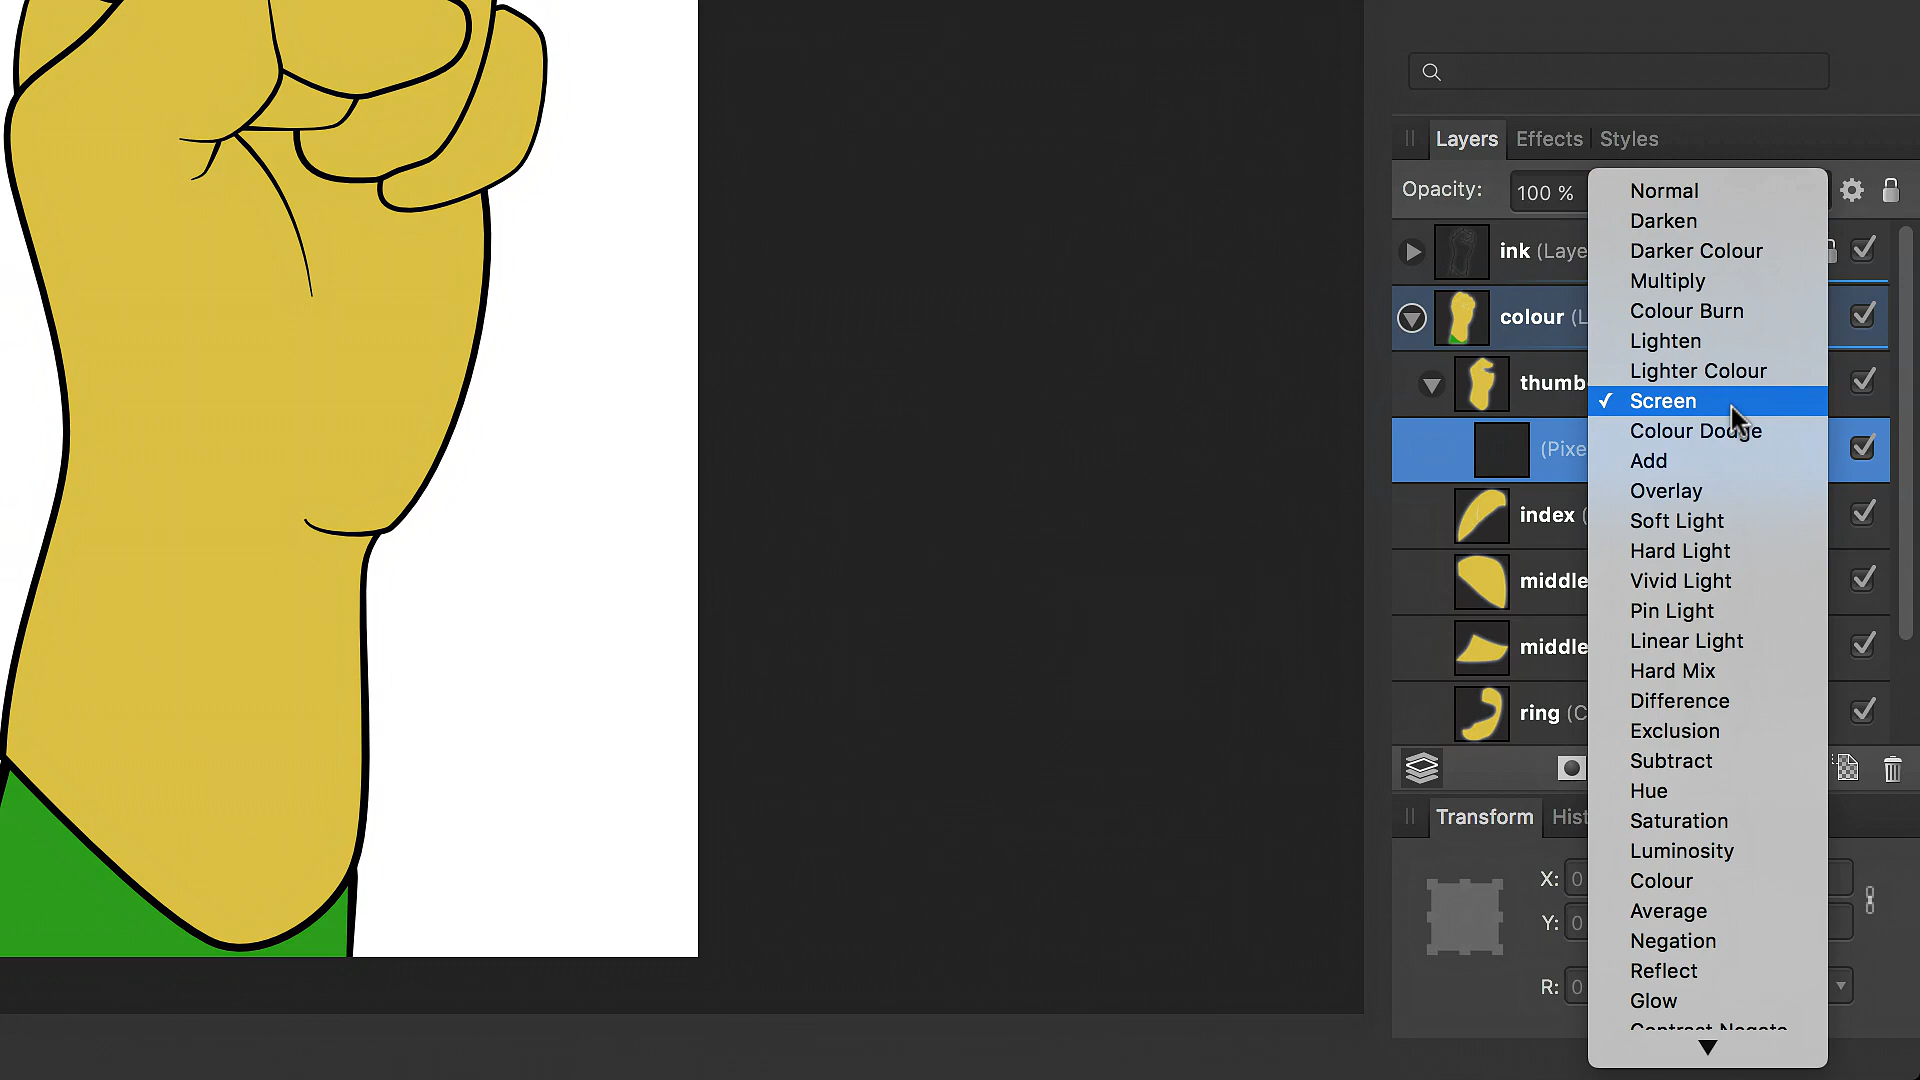 Layers Effects Styles
Opacity: 100 %
ink (Laye
colour (L
thumb
(Pixe
index (
middle
middle
ring (C
Transform Hist
X: 0
Y: 0
R: 0
Normal
Darken
Darker Colour
Multiply
Colour Burn
Lighten
Lighter Colour
✓ Screen
Colour Dodge
Add
Overlay
Soft Light
Hard Light
Vivid Light
Pin Light
Linear Light
Hard Mix
Difference
Exclusion
Subtract
Hue
Saturation
Luminosity
Colour
Average
Negation
Reflect
Glow
Contrast Negate